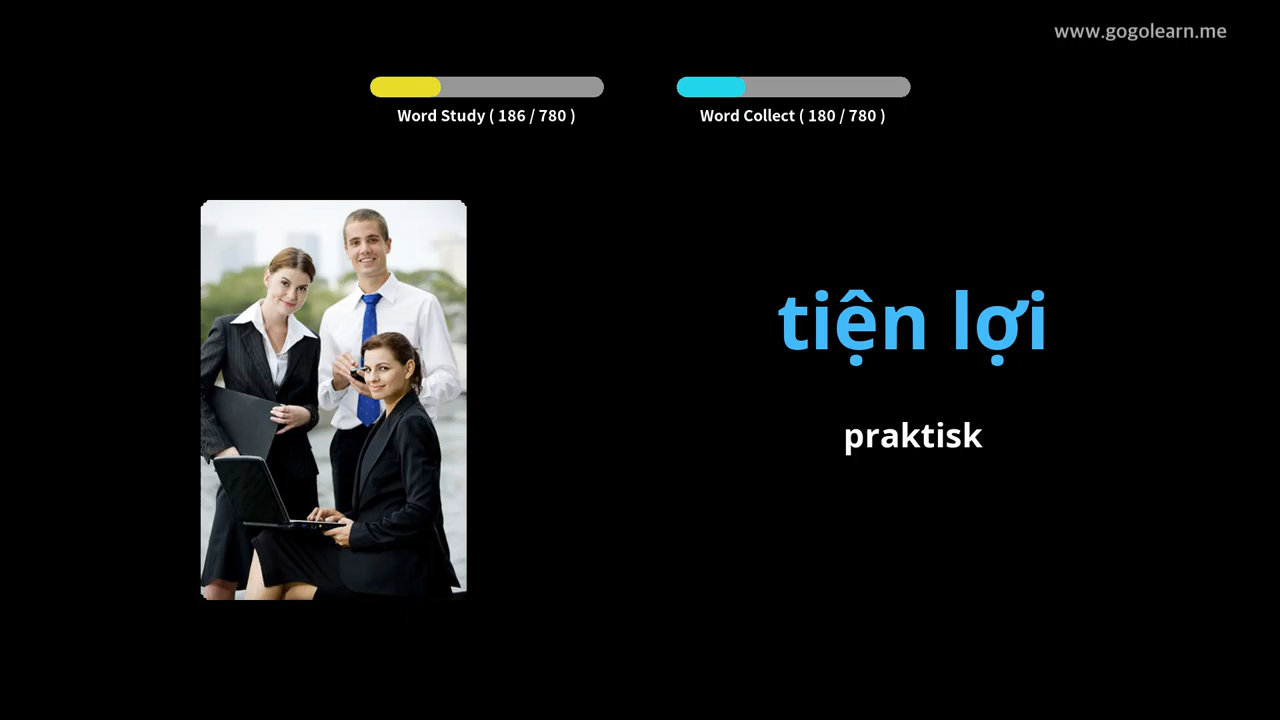 www.gogolearn.me
Word Study ( 186 / 780 )
Word Collect ( 180 / 780 )
tiện lợi
praktisk